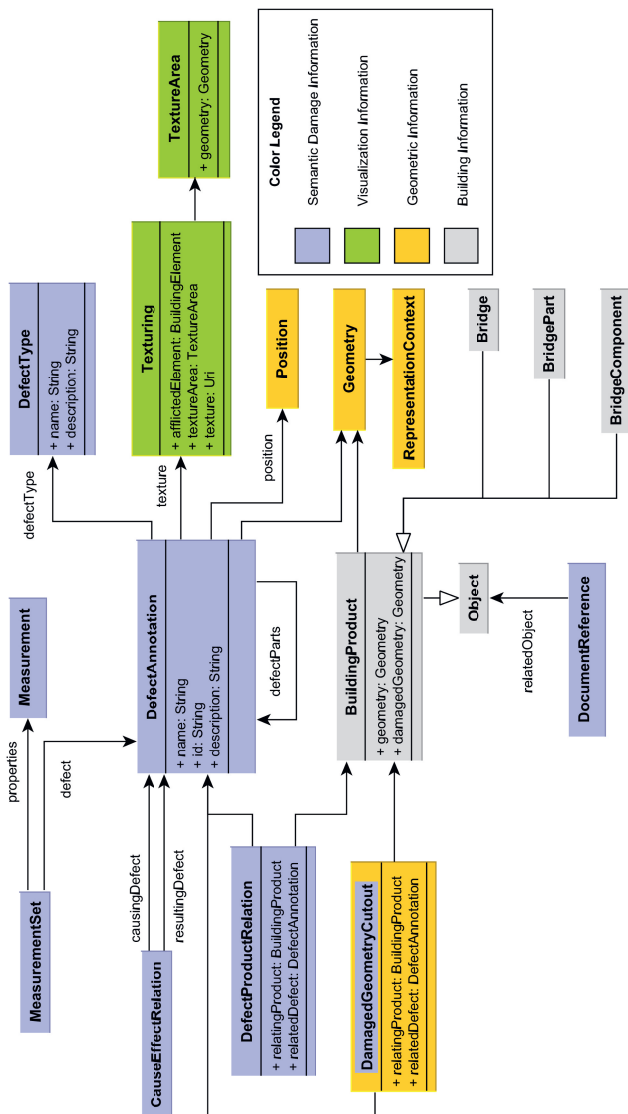 MeasurementSet
properties
defect
Measurement
defectType
DefectType
+ name: String
+ description: String
CauseEffectRelation
causingDefect
resultingDefect
DefectAnnotation
+ name: String
+ id: String
+ description: String
defectParts
texture
position
Texturing
+ afflictedElement: BuildingElement
+ textureArea: TextureArea
+ texture: Uri
TextureArea
+ geometry: Geometry
Position
DefectProductRelation
+ relatingProduct: BuildingProduct
+ relatedDefect: DefectAnnotation
BuildingProduct
+ geometry: Geometry
+ damagedGeometry: Geometry
Geometry
RepresentationContext
DamagedGeometryCutout
+ relatingProduct: BuildingProduct
+ relatedDefect: DefectAnnotation
Object
relatedObject
DocumentReference
Bridge
BridgePart
BridgeComponent
Color Legend
Semantic Damage Information
Visualization Information
Geometric Information
Building Information